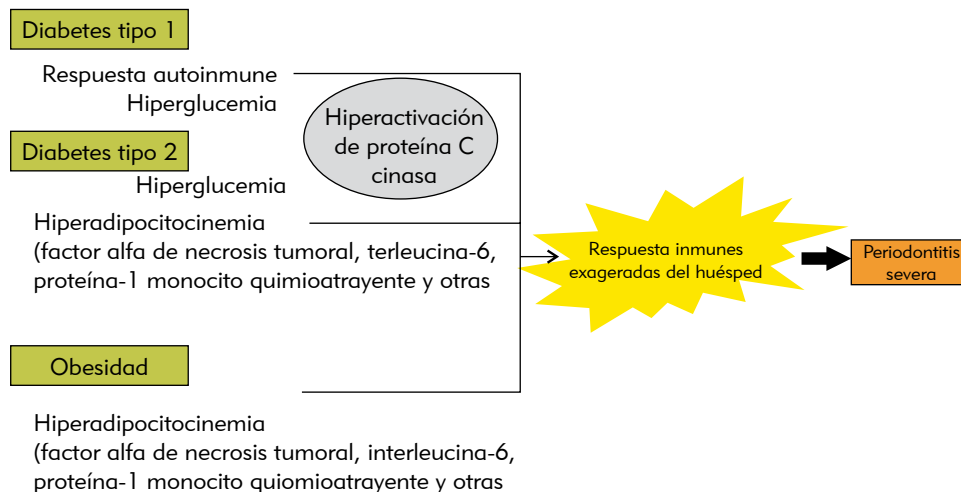 Diabetes tipo 1
Respuesta autoinmune
Hiperglucemia
Hiperactivación
de proteína C
cinasa
Diabetes tipo 2
Hiperglucemia
Hiperadipocitocinemia
(factor alfa de necrosis tumoral, terleucina-6,
proteína-1 monocito quimioatrayente y otras
Respuesta inmunes
exageradas del huésped
Periodontitis
severa
Obesidad
Hiperadipocitocinemia
(factor alfa de necrosis tumoral, interleucina-6,
proteína-1 monocito quiomioatrayente y otras